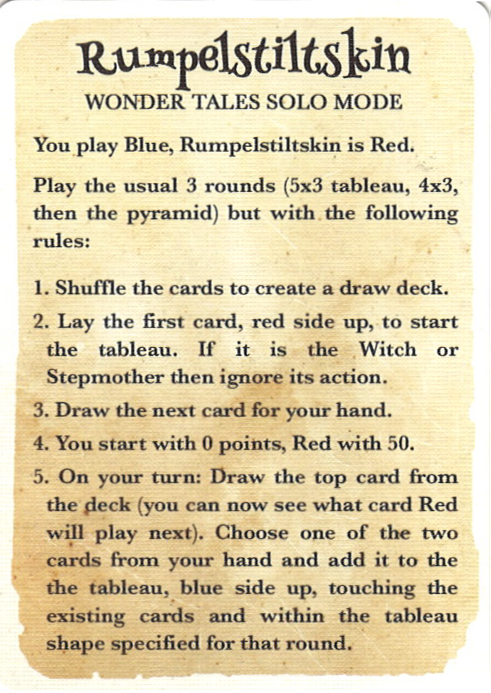 Rumpelstiltskin
WONDER TALES SOLO MODE
You play Blue, Rumpelstiltskin is Red.
Play the usual 3 rounds (5x3 tableau, 4x3,
then the pyramid) but with the following
rules:
1. Shuffle the cards to create a draw deck.
2. Lay the first card, red side up, to start
the tableau. If it is the Witch or
Stepmother then ignore its action.
3. Draw the next card for your hand.
4. You start with 0 points, Red with 50.
5. On your turn: Draw the top card from
the deck (you can now see what card Red
will play next). Choose one of the two
cards from your hand and add it to the
the tableau, blue side up, touching the
existing cards and within the tableau
shape specified for that round.